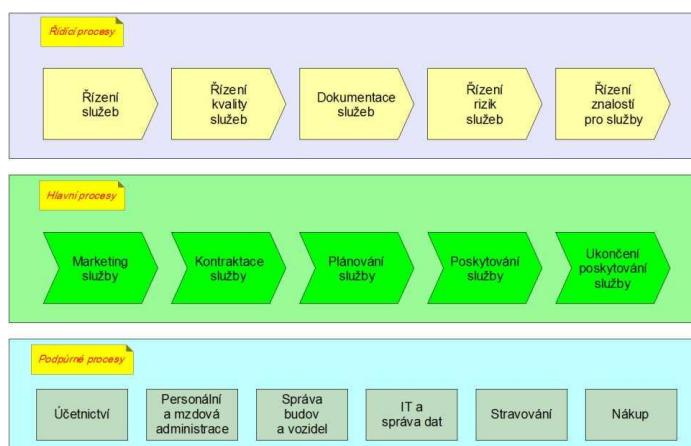 Řídící procesy
Řízení
služeb
Řízení
kvality
služeb
Dokumentace
služeb
Řízení
rizik
služeb
Řízení
znalostí
pro služby
Hlavní procesy
Marketing
služby
Kontraktace
služby
Plánování
služby
Poskytování
služby
Ukončení
poskytování
služby
Podpůrné procesy
Účetnictví
Personální
a mzdová
administrace
Správa
budov
a vozidel
IT a
správa dat
Stravování
Nákup